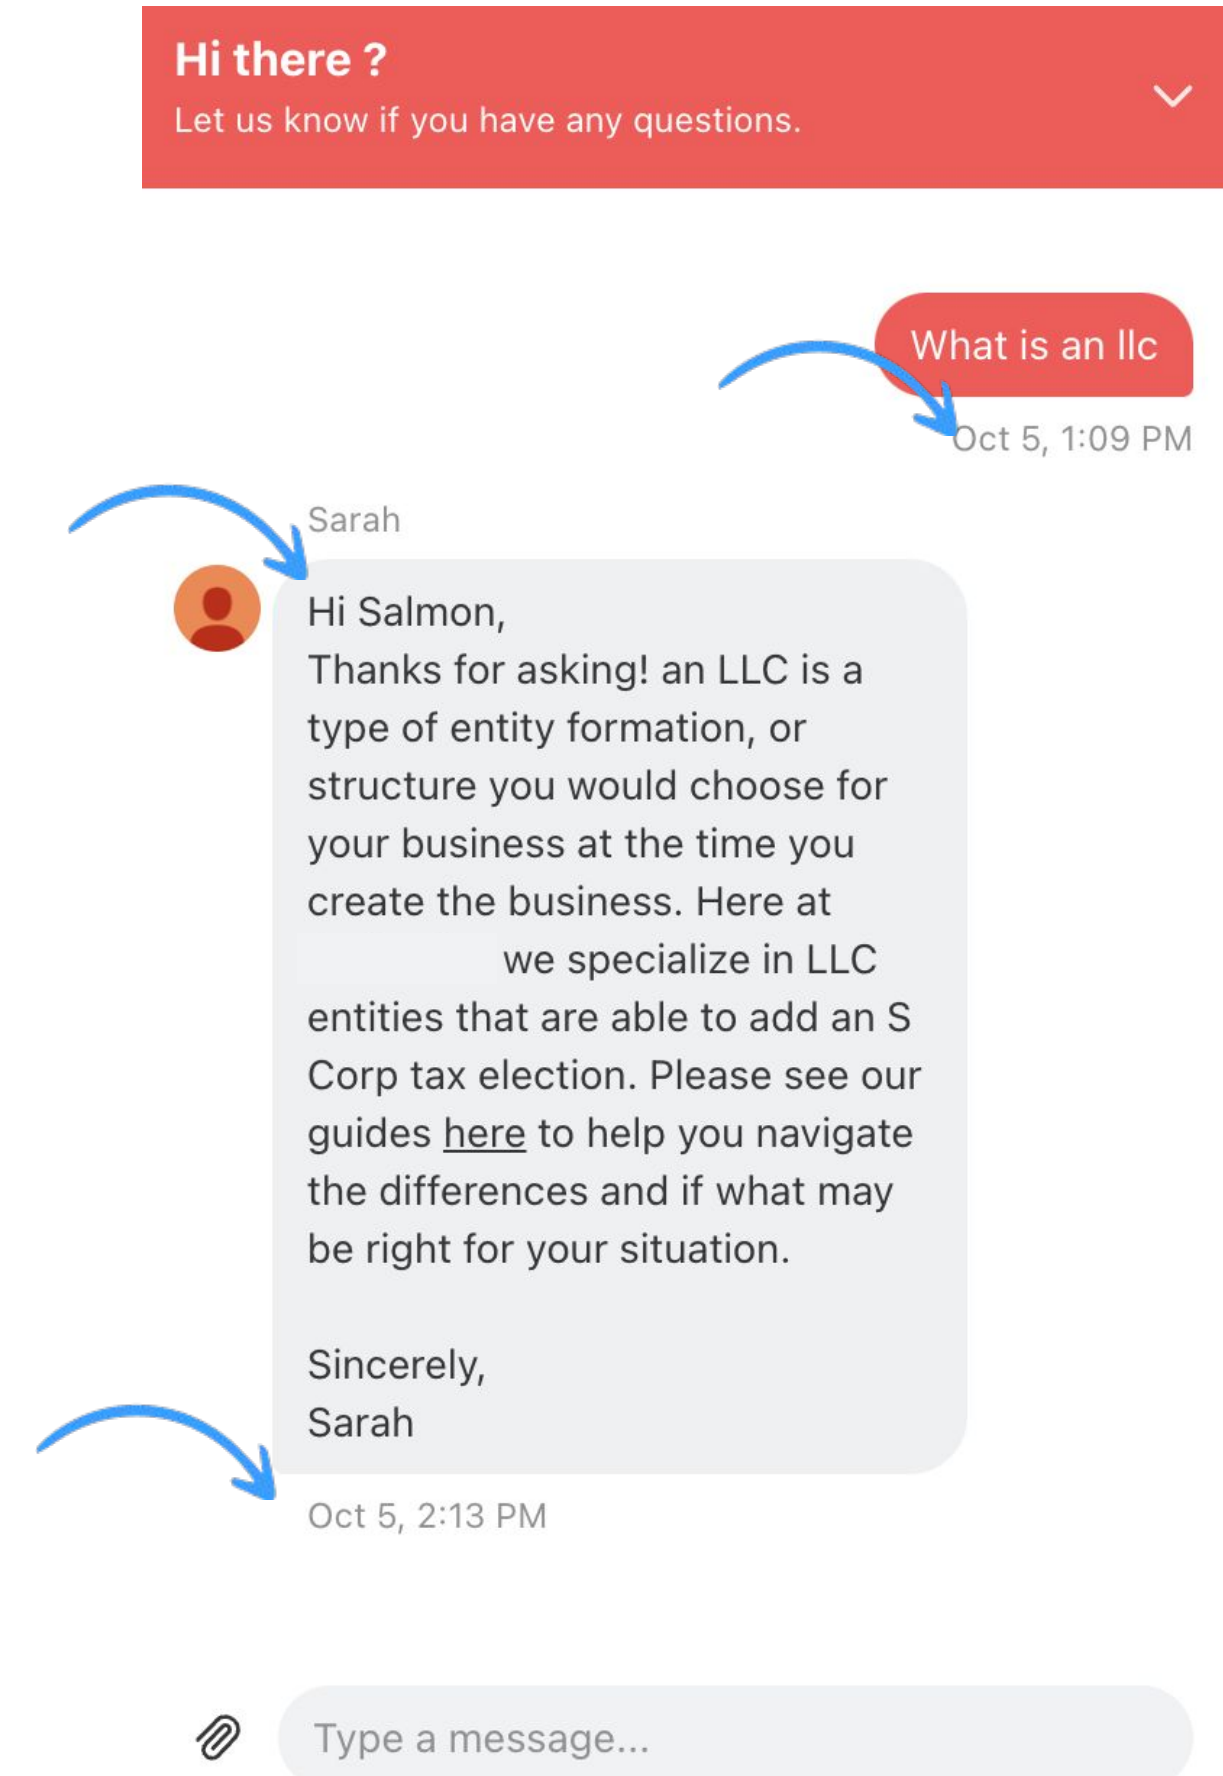 Hi there ?
Let us know if you have any questions.
What is an llc
Oct 5, 1:09 PM
Sarah
Hi Salmon,
Thanks for asking! an LLC is a
type of entity formation, or
structure you would choose for
your business at the time you
create the business. Here at
we specialize in LLC
entities that are able to add an S
Corp tax election. Please see our
guides here to help you navigate
the differences and if what may
be right for your situation.
Sincerely,
Sarah
Oct 5, 2:13 PM
Type a message...